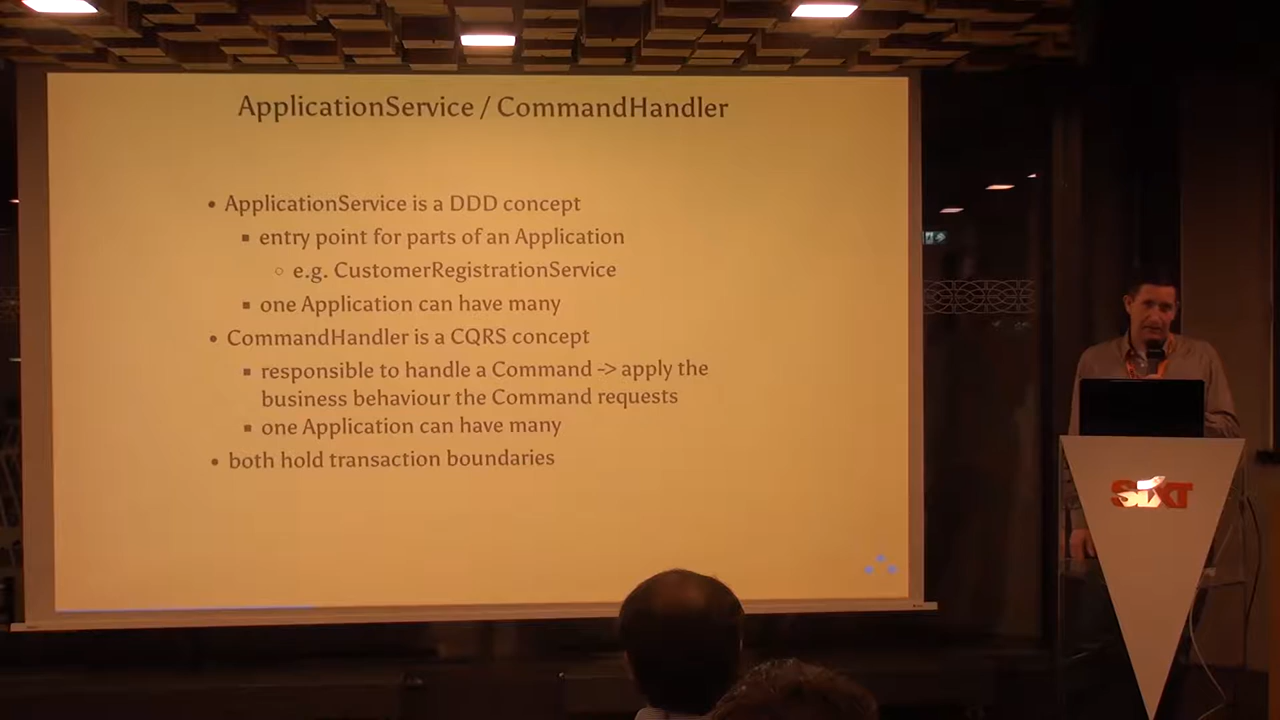 ApplicationService / CommandHandler
• ApplicationService is a DDD concept
▪ entry point for parts of an Application
○ e.g. CustomerRegistrationService
▪ one Application can have many
• CommandHandler is a CQRS concept
▪ responsible to handle a Command -> apply the
business behaviour the Command requests
▪ one Application can have many
• both hold transaction boundaries
SIXT